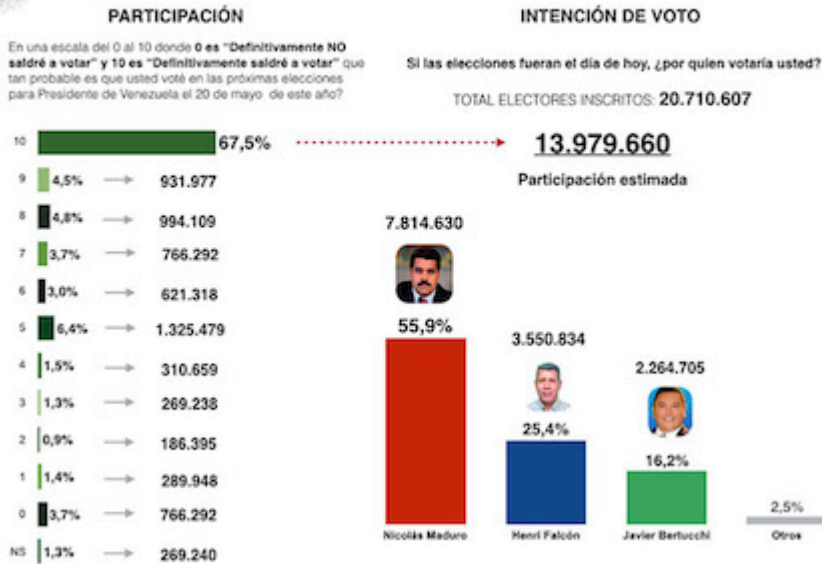 PARTICIPACIÓN
En una escala del 0 al 10 donde 0 es "Definitivamente NO
saldré a votar" y 10 es "Definitivamente saldré a votar" que
tan probable es que usted voté en las próximas elecciones
para Presidente de Venezuela el 20 de mayo de este año?
10 67,5%
9 4,5% 931.977
8 4,8% 994.109
7 3,7% 766.292
6 3,0% 621.318
5 6,4% 1.325.479
4 1,5% 310.659
3 1,3% 269.238
2 0,9% 186.395
1 1,4% 289.948
0 3,7% 766.292
NS 1,3% 269.240
INTENCIÓN DE VOTO
Si las elecciones fueran el día de hoy, ¿por quien votaría usted?
TOTAL ELECTORES INSCRITOS: 20.710.607
13.979.660
Participación estimada
7.814.630
55,9%
Nicolás Maduro
3.550.834
25,4%
Henri Falcón
2.264.705
16,2%
Javier Bertucchi
2,5%
Otros